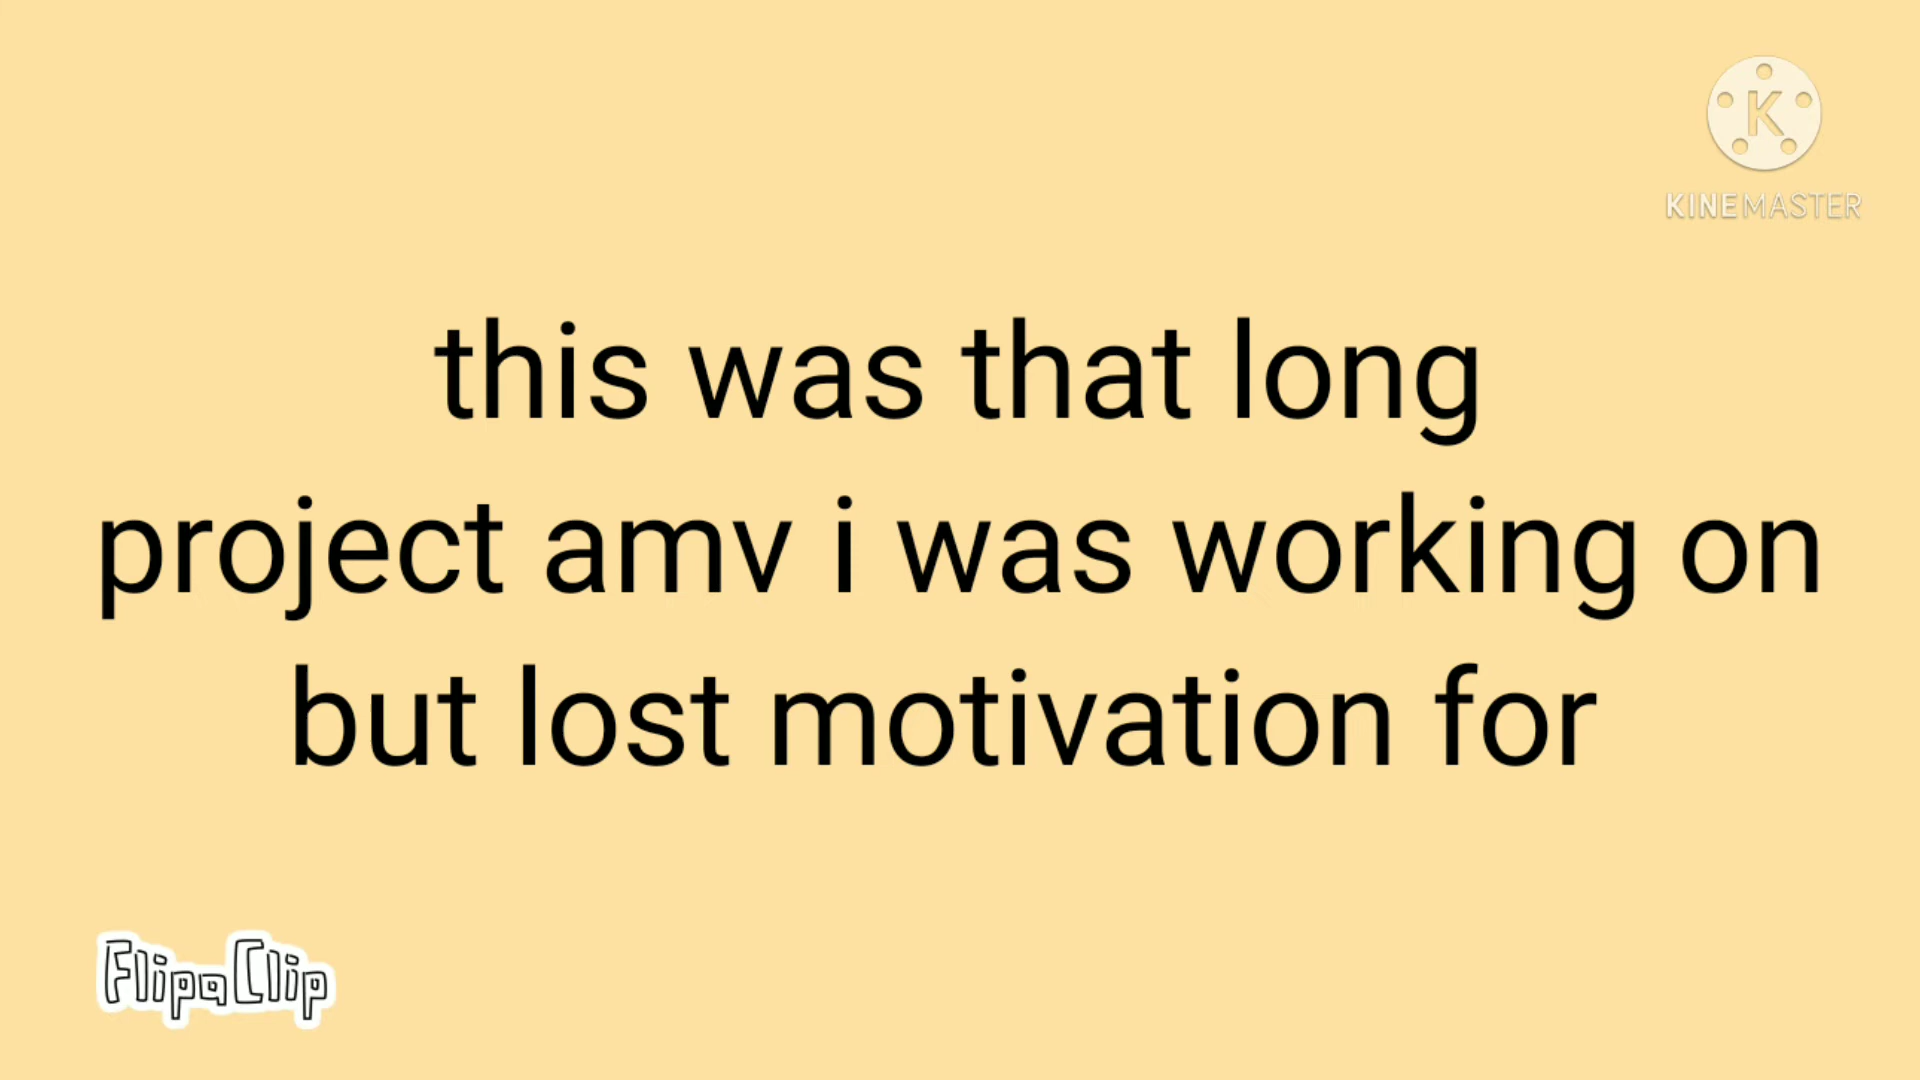 K
KINEMASTER
this was that long
project amv i was working on
but lost motivation for
FlipaClip